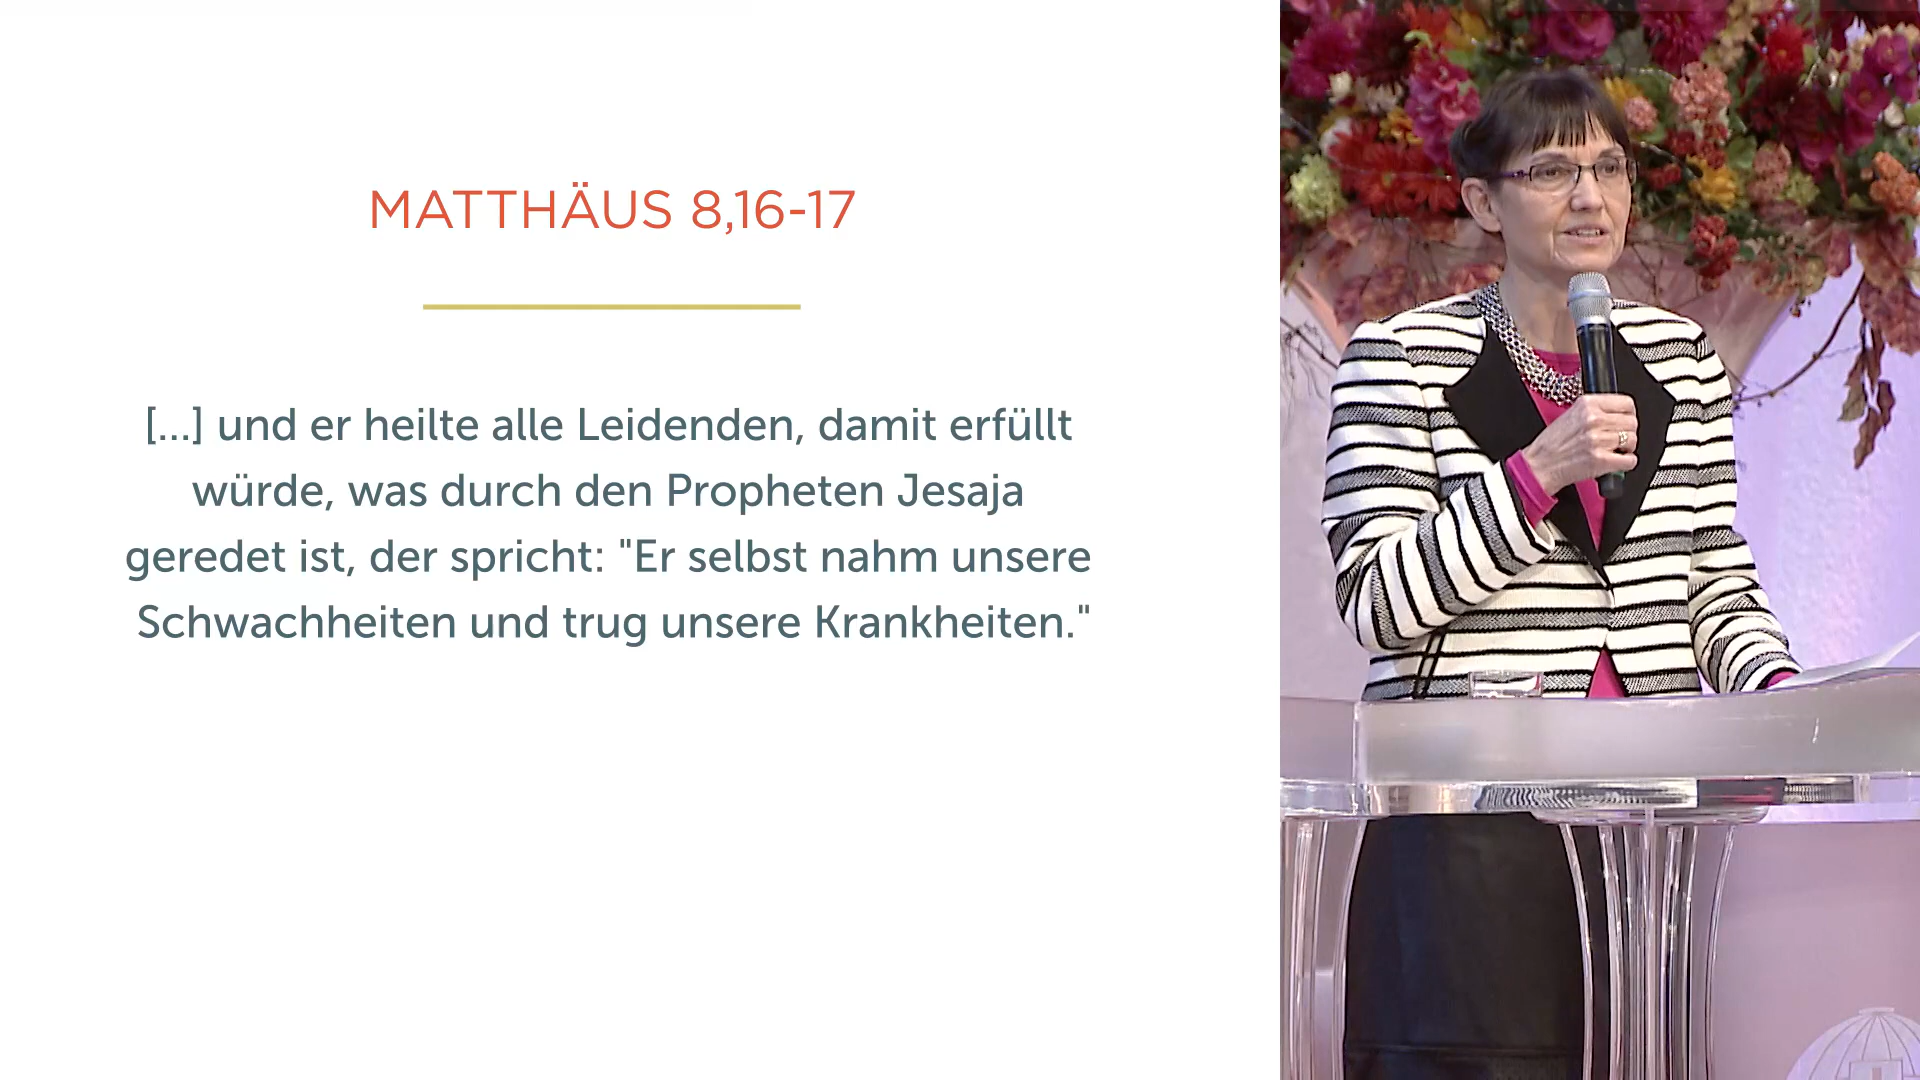 MATTHÄUS 8,16-17
[...] und er heilte alle Leidenden, damit erfüllt
würde, was durch den Propheten Jesaja
geredet ist, der spricht: "Er selbst nahm unsere
Schwachheiten und trug unsere Krankheiten."